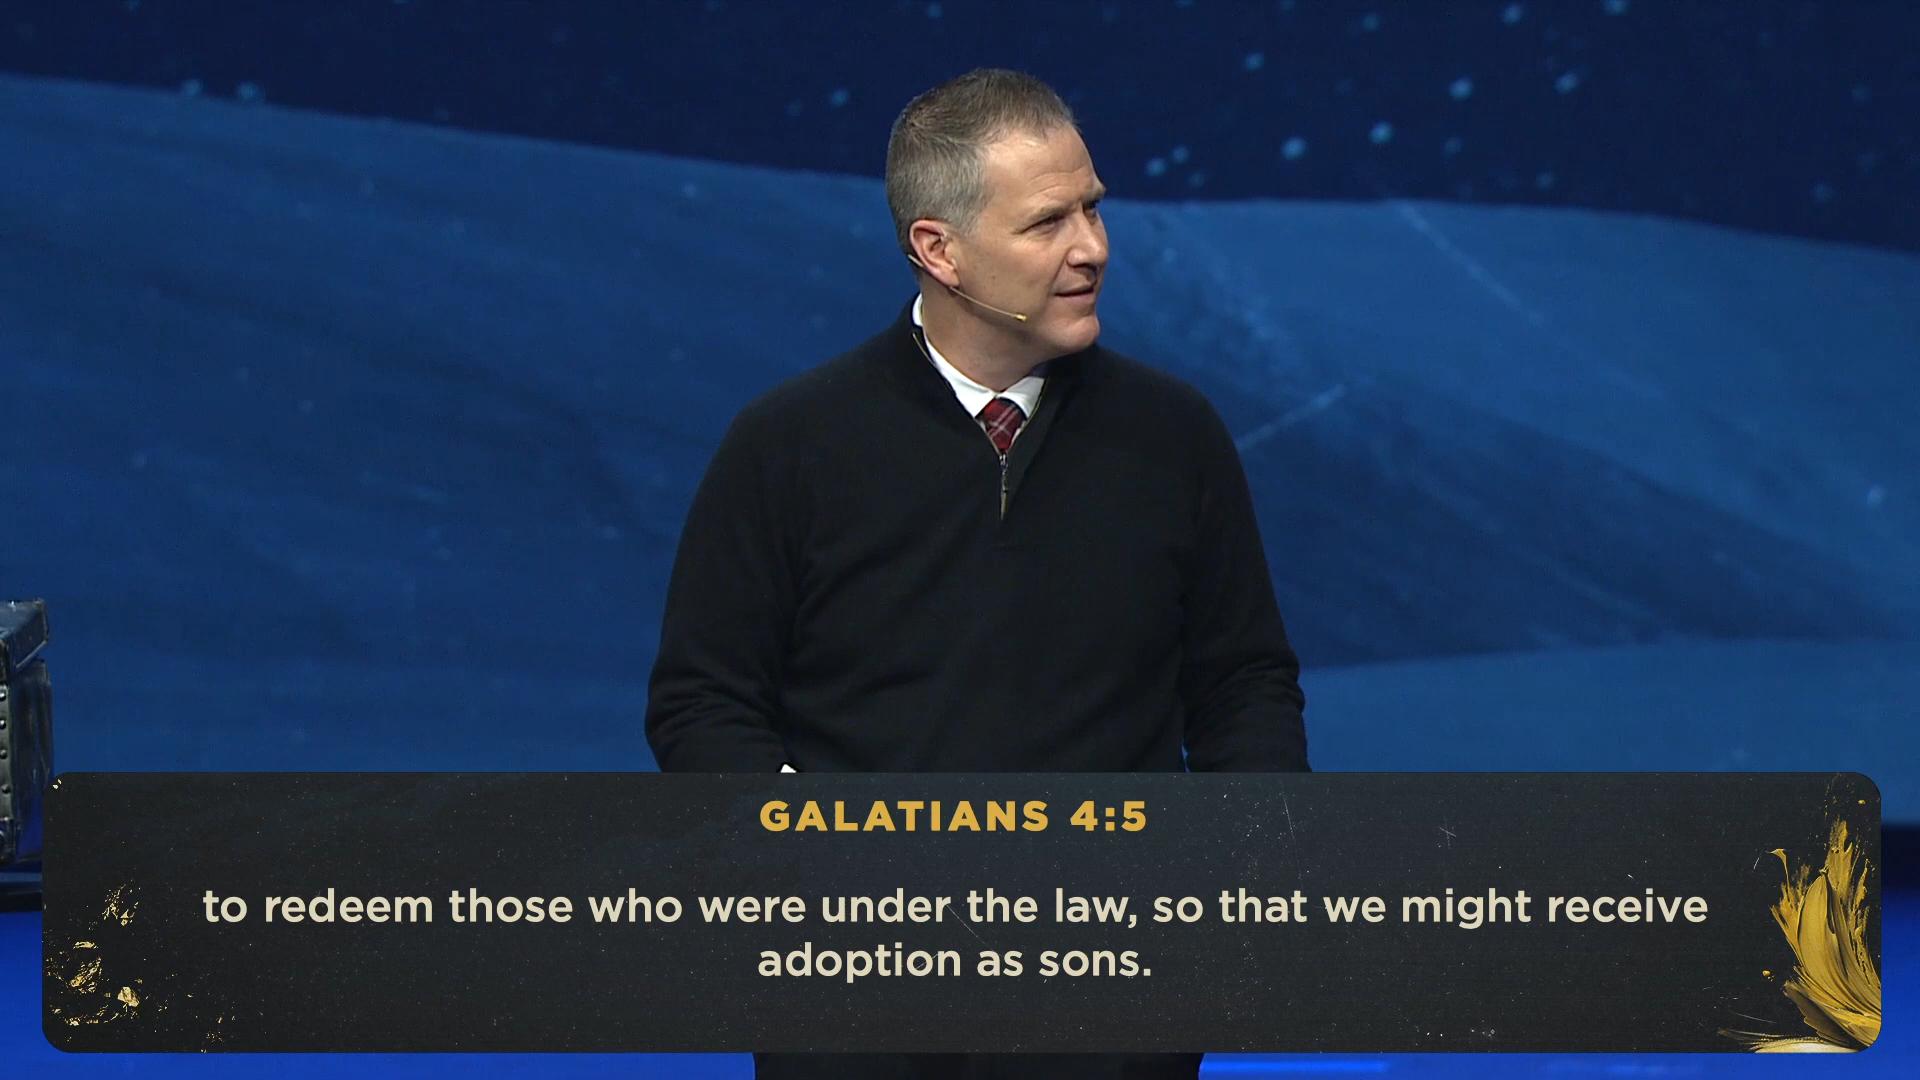 GALATIANS 4:5
to redeem those who were under the law, so that we might receive
adoption as sons.